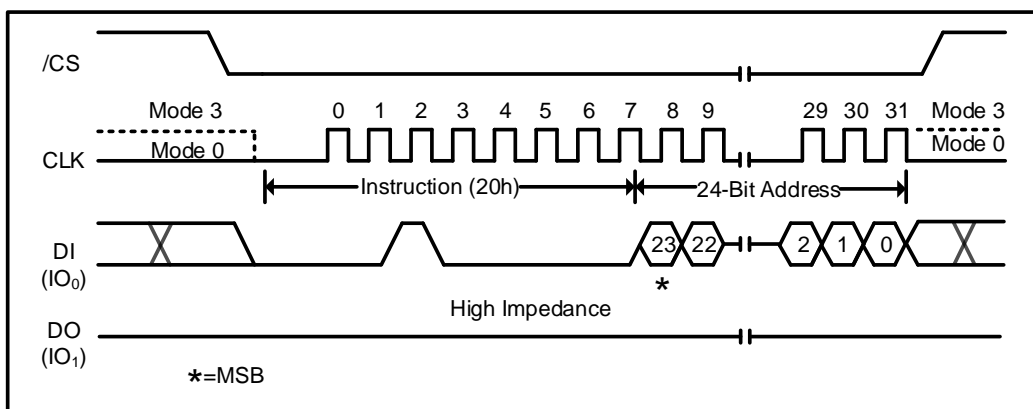 /CS
Mode 3
0 1 2 3 4 5 6 7 8 9 29 30 31
Mode 3
CLK
Mode 0
Mode 0
Instruction (20h)
24-Bit Address
DI
(IO₀)
23 22 2 1 0
*
High Impedance
DO
(IO₁)
*=MSB